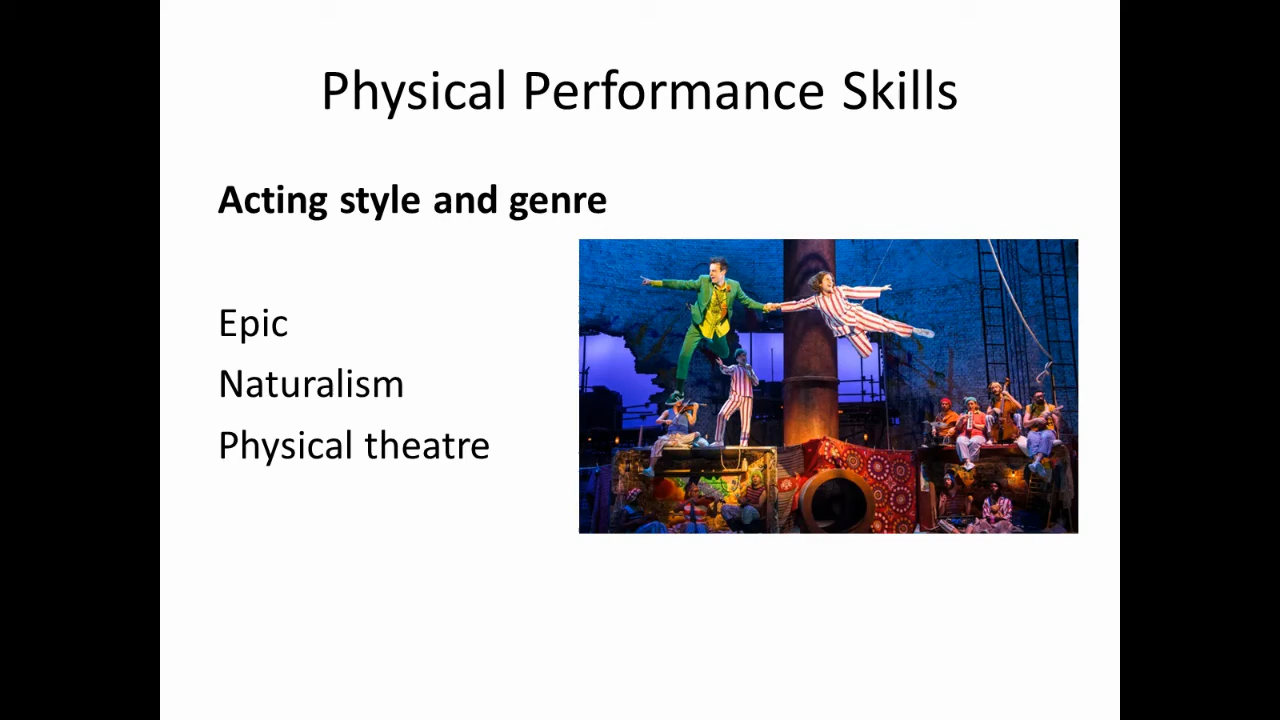 Physical Performance Skills
Acting style and genre
Epic
Naturalism
Physical theatre